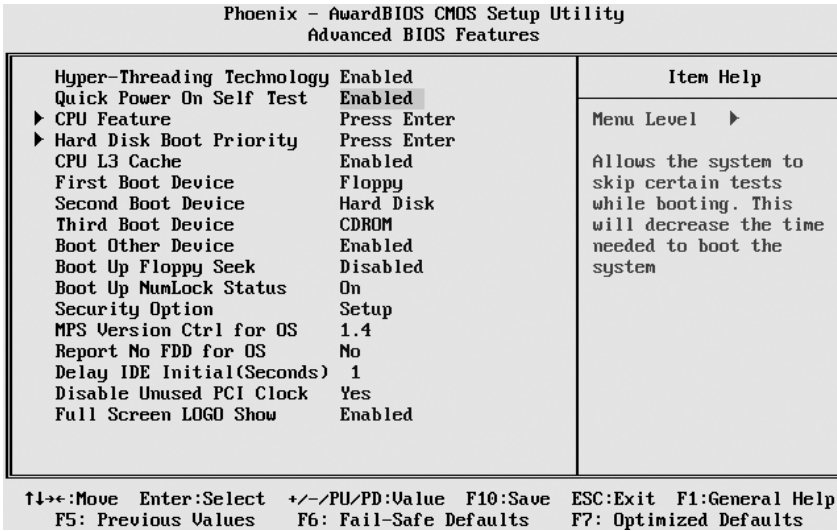 Phoenix - AwardBIOS CMOS Setup Utility
Advanced BIOS Features
Hyper-Threading Technology Enabled
Quick Power On Self Test Enabled
CPU Feature Press Enter
Hard Disk Boot Priority Press Enter
CPU L3 Cache Enabled
First Boot Device Floppy
Second Boot Device Hard Disk
Third Boot Device CDROM
Boot Other Device Enabled
Boot Up Floppy Seek Disabled
Boot Up NumLock Status On
Security Option Setup
MPS Version Ctrl for OS 1.4
Report No FDD for OS No
Delay IDE Initial(Seconds) 1
Disable Unused PCI Clock Yes
Full Screen LOGO Show Enabled
Item Help
Menu Level
Allows the system to
skip certain tests
while booting. This
will decrease the time
needed to boot the
system
↑↓→←:Move Enter:Select +/-/PU/PD:Value F10:Save ESC:Exit F1:General Help
F5: Previous Values F6: Fail-Safe Defaults F7: Optimized Defaults